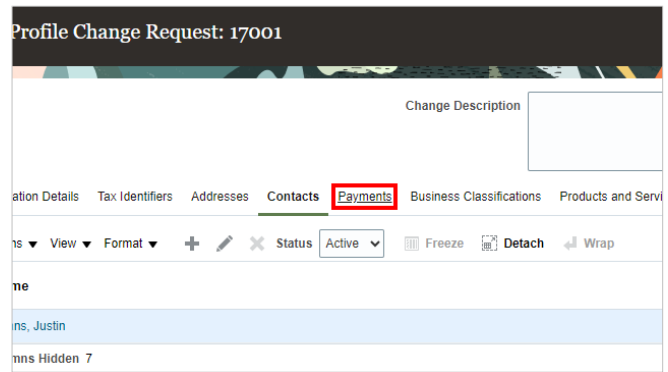 Profile Change Request: 17001
Change Description
ation Details Tax Identifiers Addresses Contacts Payments Business Classifications Products and Servi
ns View Format Status Active Freeze Detach Wrap
me
ns, Justin
mns Hidden 7